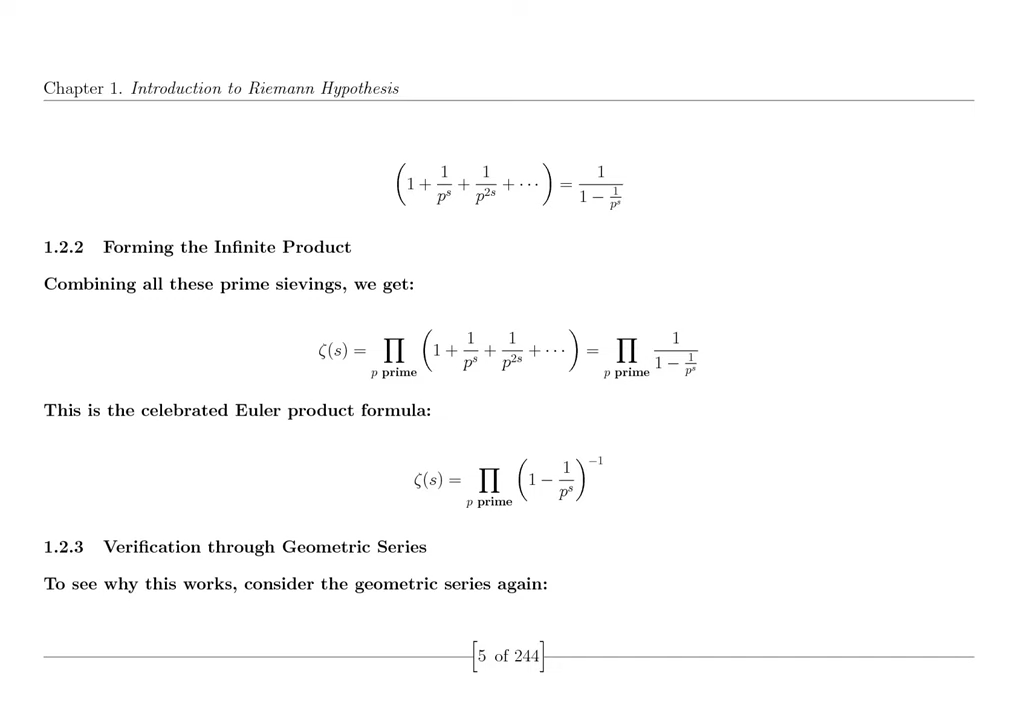 Chapter 1. Introduction to Riemann Hypothesis
(1 + 1/p^s + 1/p^{2s} + ···) = 1/(1 − 1/p^s)
1.2.2 Forming the Infinite Product
Combining all these prime sievings, we get:
ζ(s) = ∏_{p prime} (1 + 1/p^s + 1/p^{2s} + ···) = ∏_{p prime} 1/(1 − 1/p^s)
This is the celebrated Euler product formula:
ζ(s) = ∏_{p prime} (1 − 1/p^s)^{−1}
1.2.3 Verification through Geometric Series
To see why this works, consider the geometric series again:
[5 of 244]